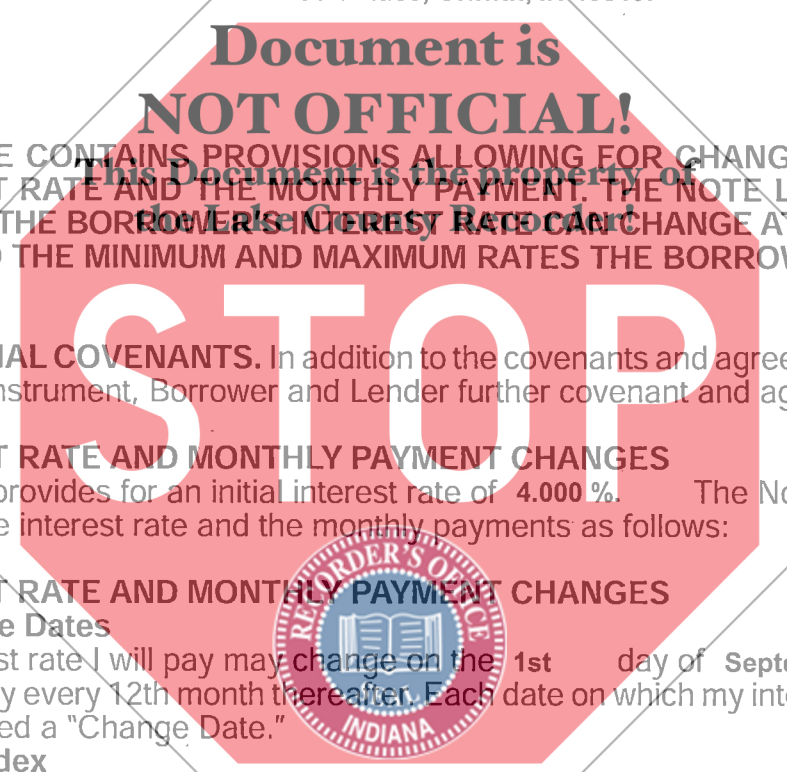 Document is
NOT OFFICIAL!
E CONTAINS PROVISIONS ALLOWING FOR CHANG
This Document is the property of
T RATE AND THE MONTHLY PAYMENT THE NOTE L
the Lake County Recorder!
THE BORROWER'S INTEREST RATE CAN CHANGE AT
THE MINIMUM AND MAXIMUM RATES THE BORROW
STOP
IAL COVENANTS. In addition to the covenants and agree
nstrument, Borrower and Lender further covenant and ag
T RATE AND MONTHLY PAYMENT CHANGES
provides for an initial interest rate of 4.000 %. The No
e interest rate and the monthly payments as follows:
T RATE AND MONTHLY PAYMENT CHANGES
e Dates
st rate I will pay may change on the 1st day of Septe
y every 12th month thereafter. Each date on which my inte
ed a "Change Date."
dex
RECORDER'S OFFICE
INDIANA